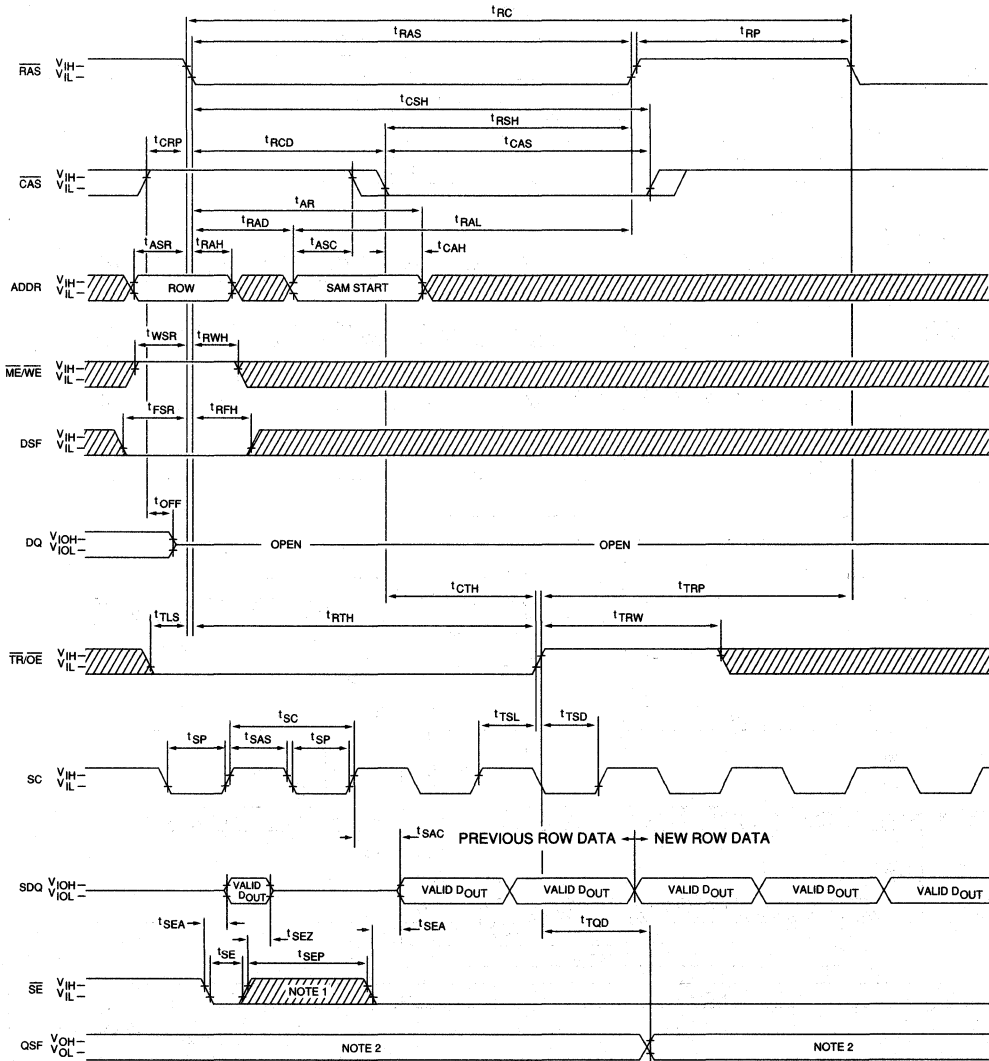 tRC
tRAS tRP
RAS VIH VIL
tCSH
tRSH
tCRP tRCD tCAS
CAS VIH VIL
tAR
tRAD tRAL
tASR tRAH tASC tCAH
ADDR VIH VIL ROW SAM START
tWSR tRWH
ME/WE VIH VIL
tFSR tRFH
DSF VIH VIL
tOFF
DQ VIOH VIOL OPEN OPEN
tCTH tTRP
tTLS tRTH tTRW
TR/OE VIH VIL
tSC tTSL tTSD
tSP tSAS tSP
SC VIH VIL
tSAC PREVIOUS ROW DATA NEW ROW DATA
SDQ VIOH VIOL VALID DOUT VALID DOUT VALID DOUT VALID DOUT VALID DOUT VALID DOUT
tSEA tSEZ tSEA tTQD
tSE tSEP
SE VIH VIL NOTE 1
QSF VOH VOL NOTE 2 NOTE 2